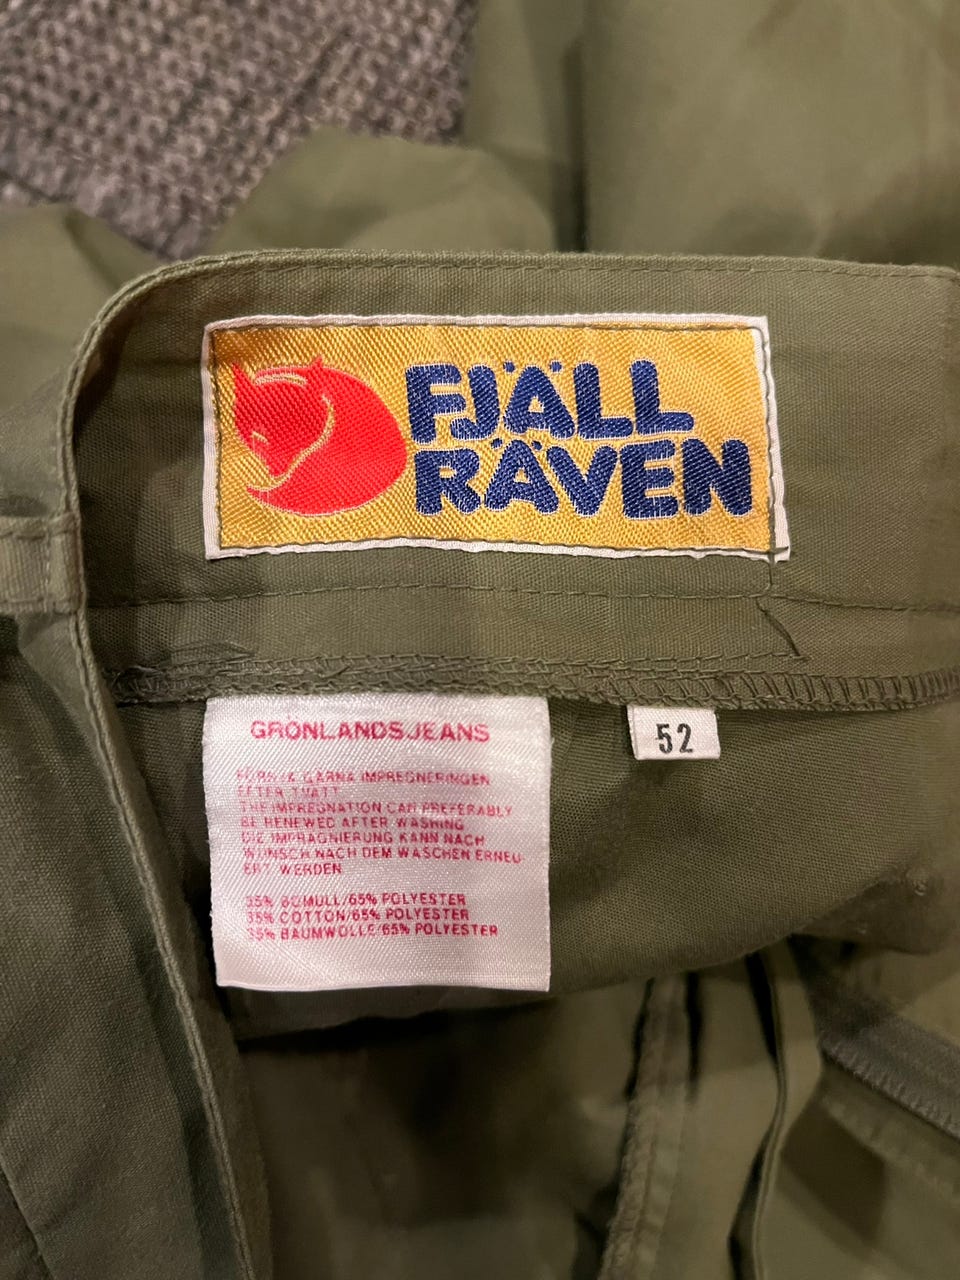 FJÄLL
RÄVEN
GRÖNLANDSJEANS
52
FÖRNYA GÄRNA IMPREGNERINGEN
EFTER TVÄTT
THE IMPREGNATION CAN PREFERABLY
BE RENEWED AFTER WASHING
DIE IMPRÄGNIERUNG KANN NACH
WUNSCH NACH DEM WASCHEN ERNEU-
ERT WERDEN
35% BOMULL/65% POLYESTER
35% COTTON/65% POLYESTER
35% BAUMWOLLE/65% POLYESTER